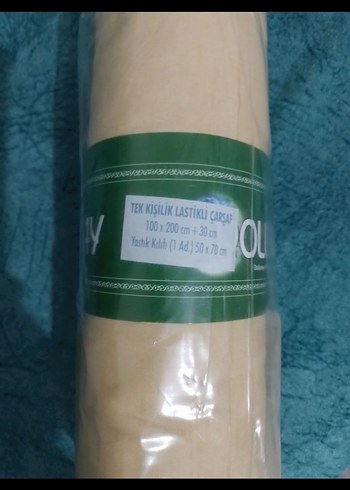 TEK KİŞİLİK LASTİKLİ ÇARŞAF
100 x 200 cm + 30 cm
Yastık Kılıfı (1 Ad.) 50 x 70 cm